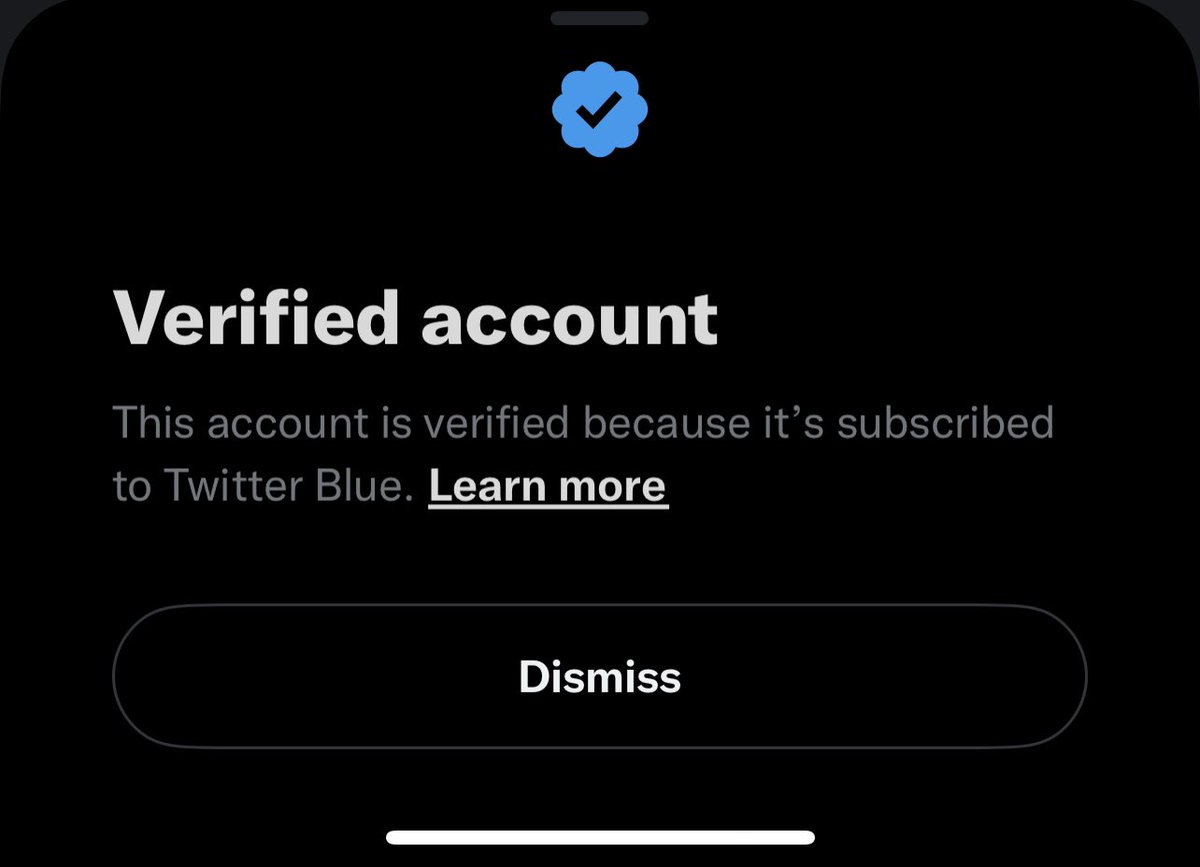 Verified account
This account is verified because it’s subscribed
to Twitter Blue. Learn more
Dismiss